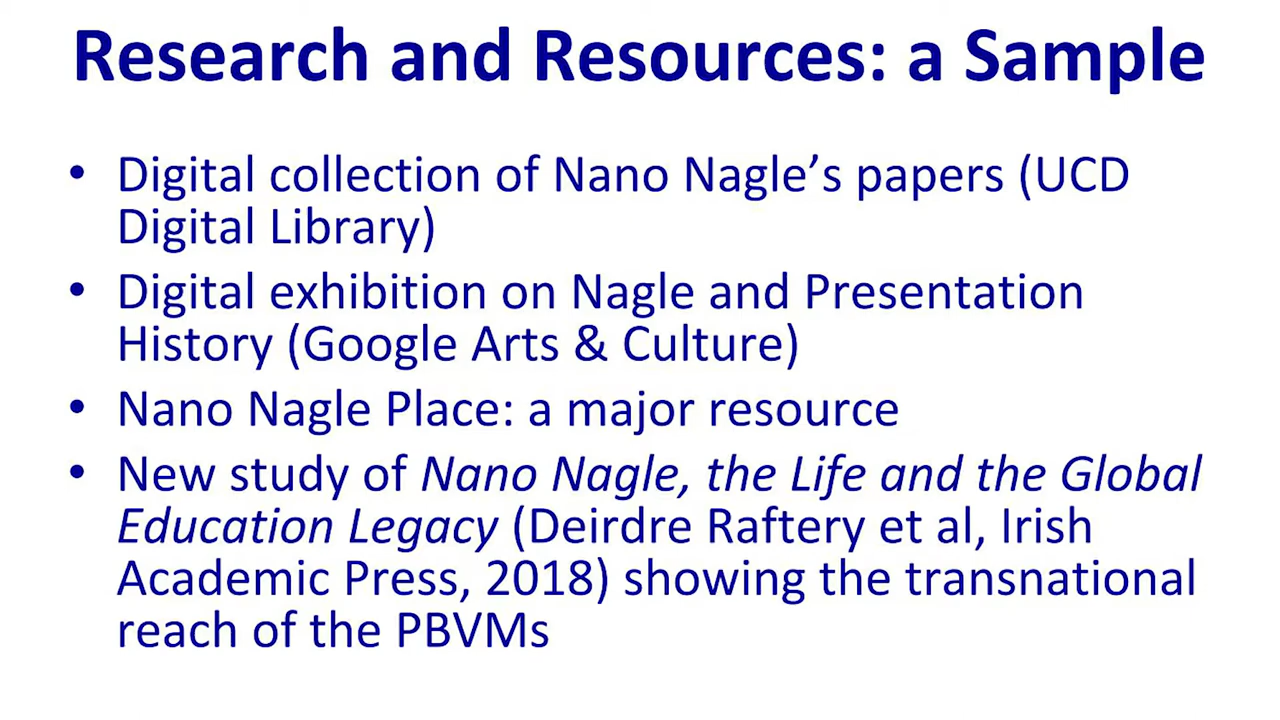 Research and Resources: a Sample
• Digital collection of Nano Nagle’s papers (UCD
Digital Library)
• Digital exhibition on Nagle and Presentation
History (Google Arts & Culture)
• Nano Nagle Place: a major resource
• New study of Nano Nagle, the Life and the Global
Education Legacy (Deirdre Raftery et al, Irish
Academic Press, 2018) showing the transnational
reach of the PBVMs